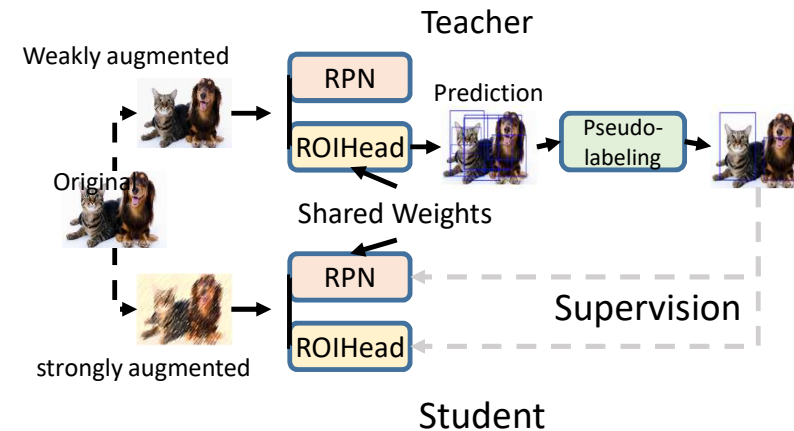 Teacher
Weakly augmented
RPN
Prediction
ROIHead
Pseudo-
labeling
Original
Shared Weights
RPN
Supervision
ROIHead
strongly augmented
Student